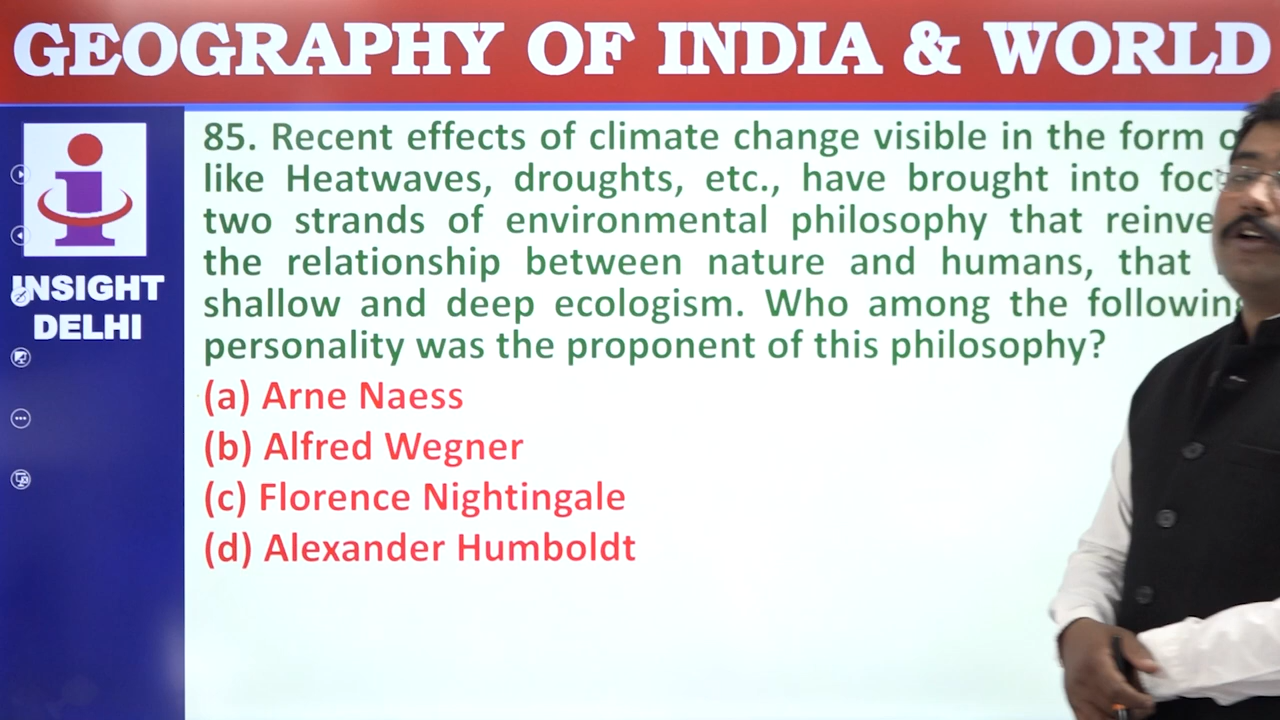 GEOGRAPHY OF INDIA & WORLD
INSIGHT
DELHI
85. Recent effects of climate change visible in the form
like Heatwaves, droughts, etc., have brought into
two strands of environmental philosophy that
the relationship between nature and humans, that
shallow and deep ecologism. Who among the following
personality was the proponent of this philosophy?
(a) Arne Naess
(b) Alfred Wegner
(c) Florence Nightingale
(d) Alexander Humboldt